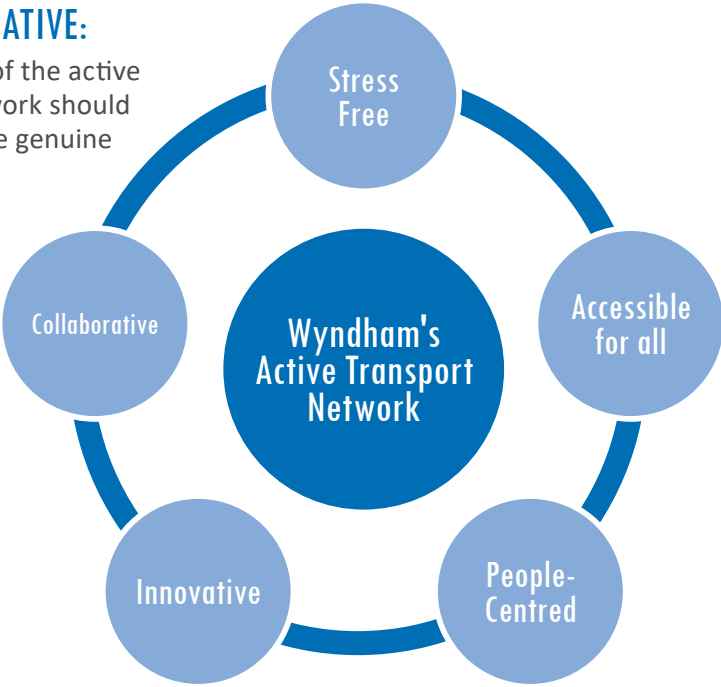 ATIVE:
of the active
work should
e genuine
Stress
Free
Accessible
for all
People-
Centred
Innovative
Collaborative
Wyndham's
Active Transport
Network